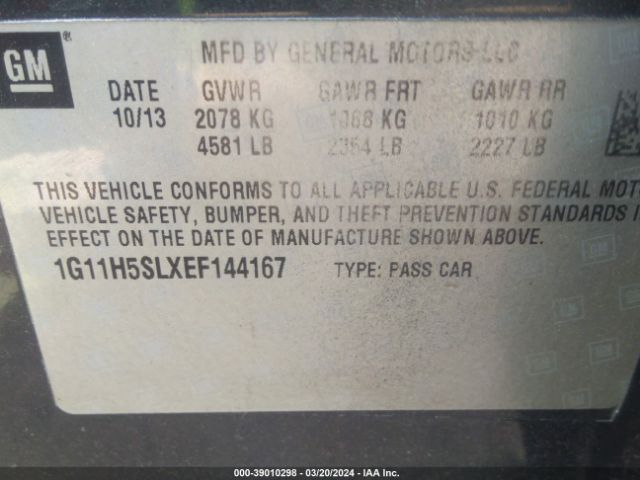 GM ®
MFD BY GENERAL MOTORS LLC
DATE GVWR GAWR FRT GAWR RR
10/13 2078 KG 1068 KG 1010 KG
4581 LB 2354 LB 2227 LB
THIS VEHICLE CONFORMS TO ALL APPLICABLE U.S. FEDERAL MOT
VEHICLE SAFETY, BUMPER, AND THEFT PREVENTION STANDARDS I
EFFECT ON THE DATE OF MANUFACTURE SHOWN ABOVE.
1G11H5SLXEF144167 TYPE: PASS CAR
000-39010298 - 03/20/2024 - IAA Inc.